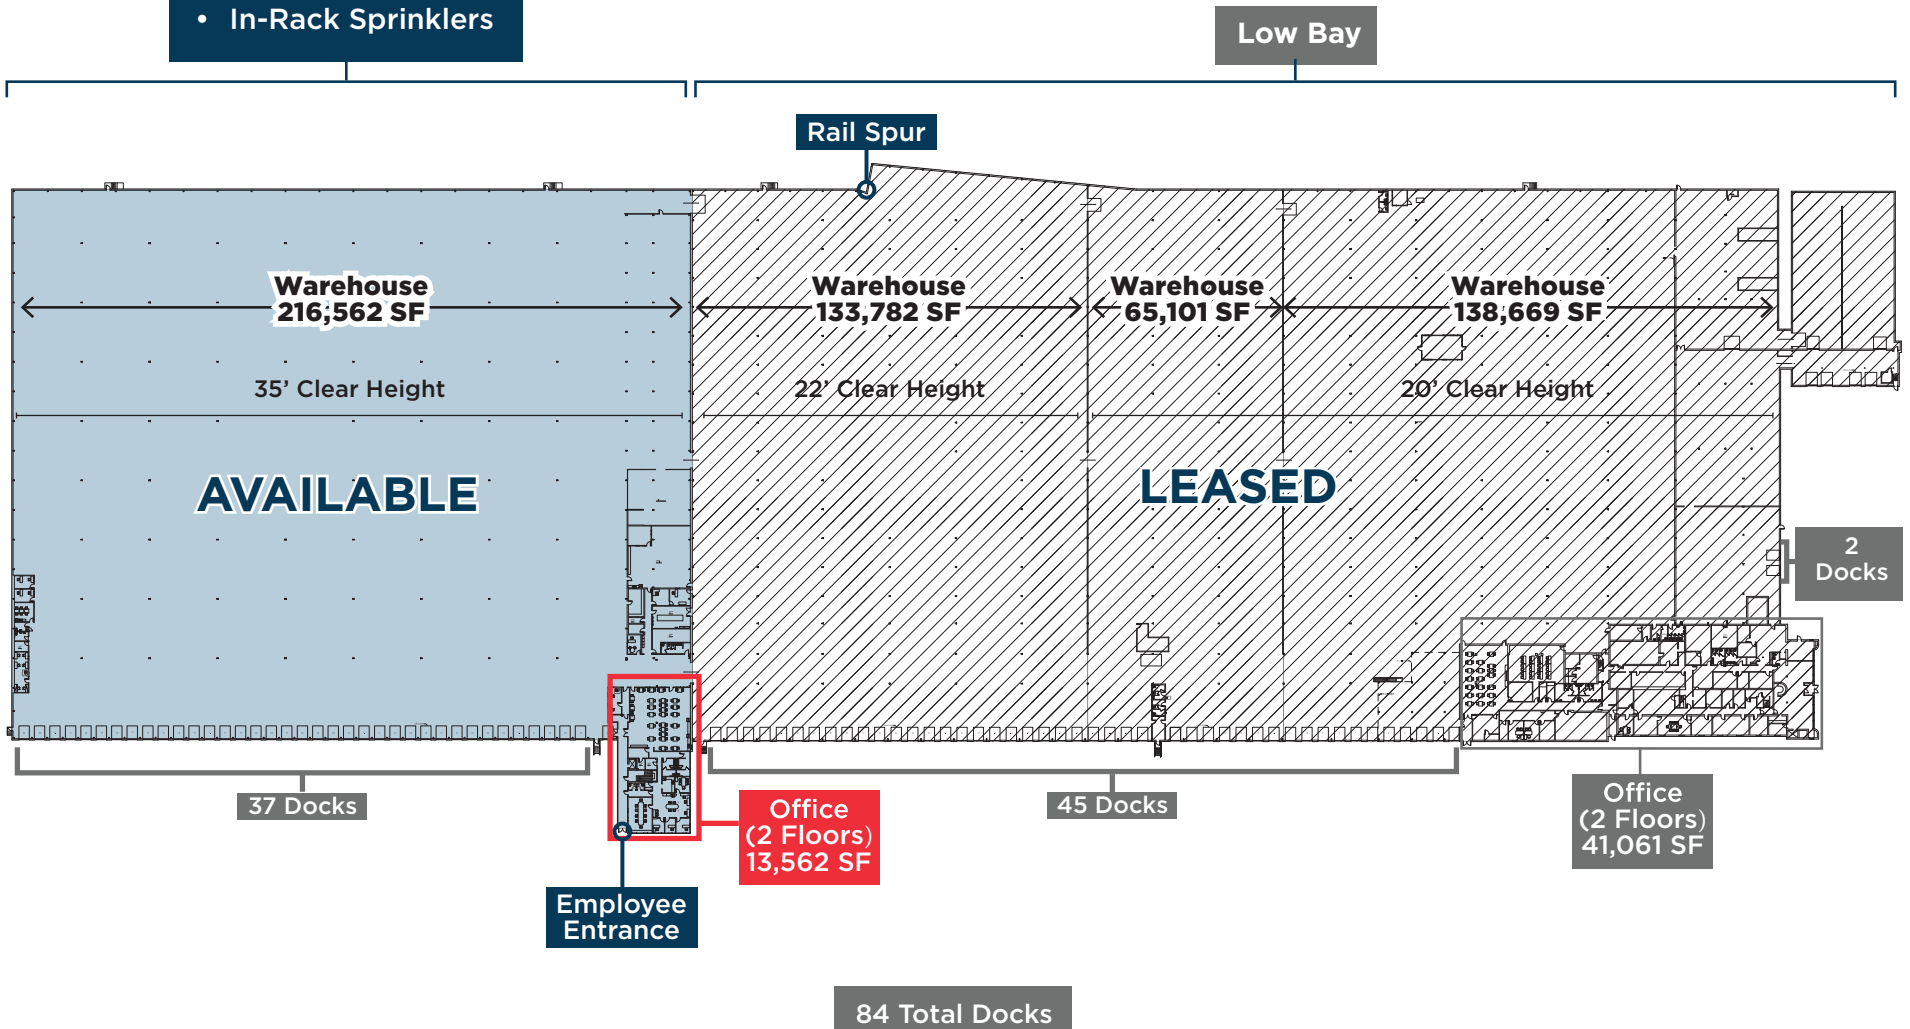 • In-Rack Sprinklers
Low Bay
Rail Spur
Warehouse
216,562 SF
Warehouse
133,782 SF
Warehouse
65,101 SF
Warehouse
138,669 SF
35’ Clear Height
22’ Clear Height
20’ Clear Height
AVAILABLE
LEASED
2
Docks
37 Docks
45 Docks
Office
(2 Floors)
13,562 SF
Office
(2 Floors)
41,061 SF
Employee
Entrance
84 Total Docks